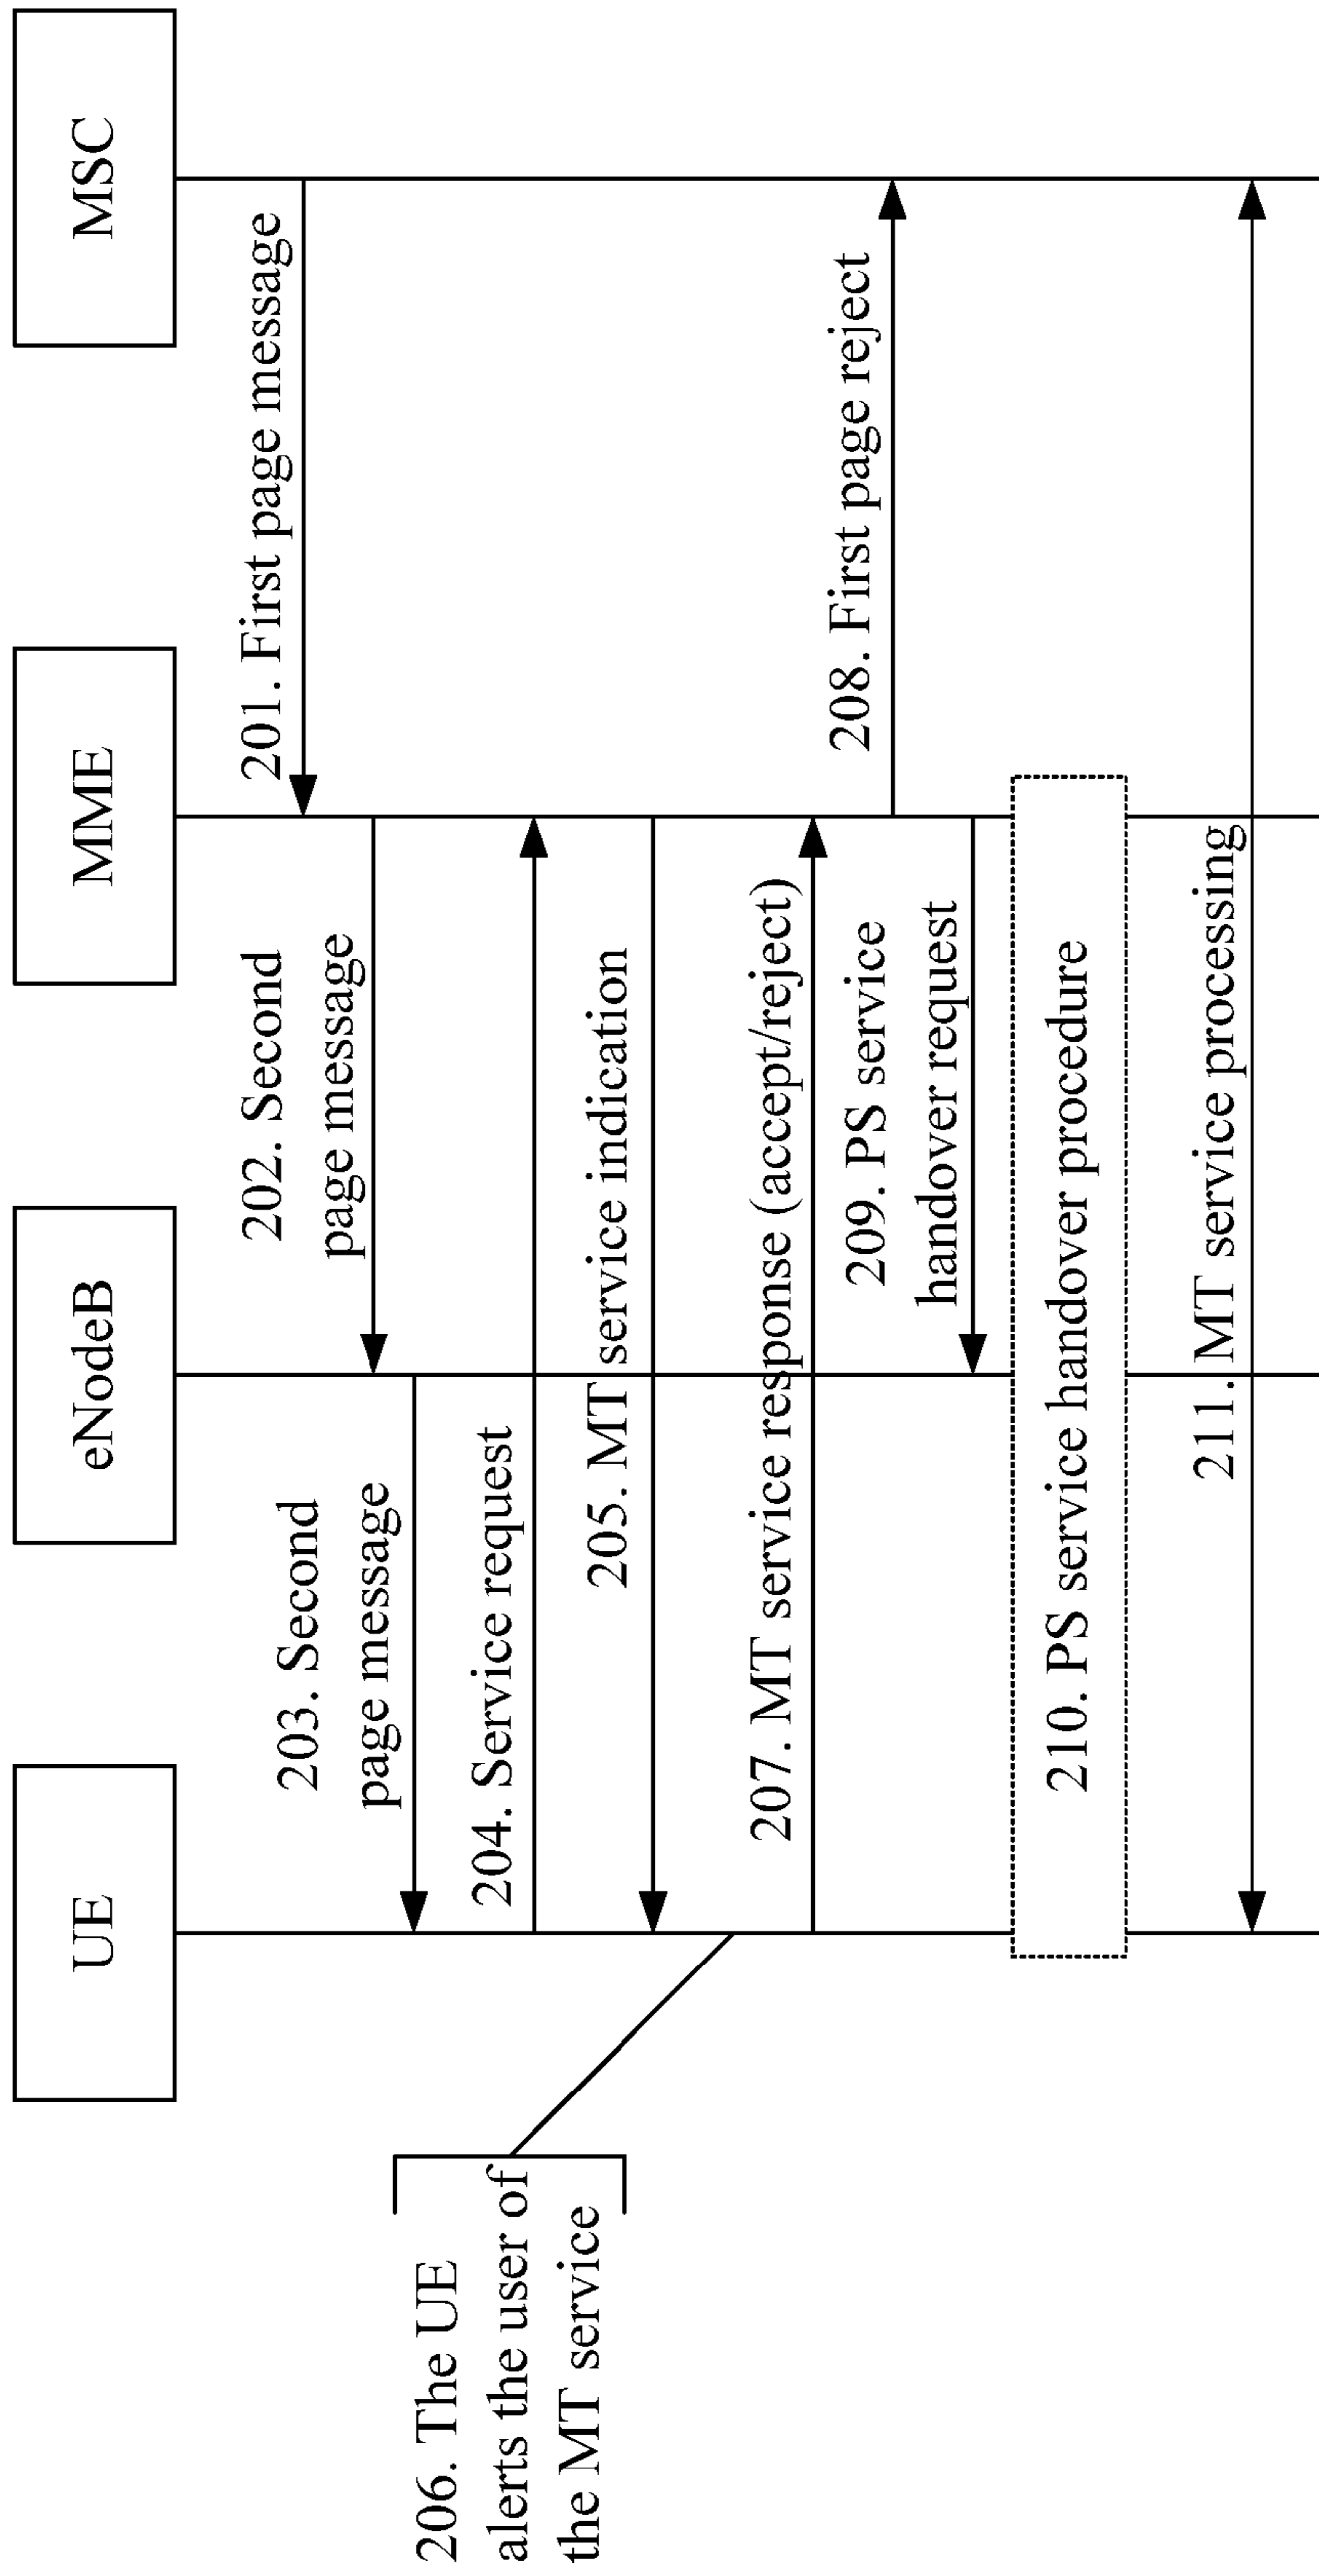 UE
eNodeB
MME
MSC
201. First page message
202. Second
page message
203. Second
page message
204. Service request
205. MT service indication
206. The UE
alerts the user of
the MT service
207. MT service response (accept/reject)
208. First page reject
209. PS service
handover request
210. PS service handover procedure
211. MT service processing